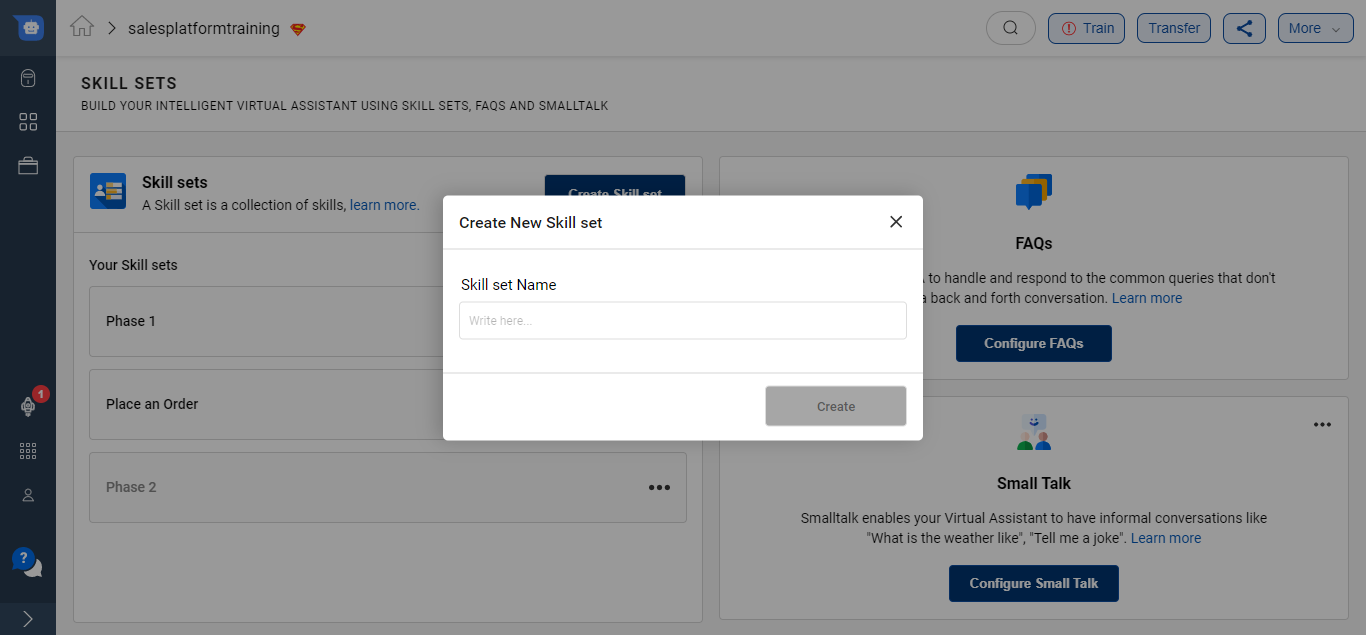 salesplatformtraining
Train
Transfer
More
SKILL SETS
BUILD YOUR INTELLIGENT VIRTUAL ASSISTANT USING SKILL SETS, FAQS AND SMALLTALK
Skill sets
A Skill set is a collection of skills, learn more.
Create Skill set
Your Skill sets
Phase 1
Place an Order
Phase 2
Create New Skill set
Skill set Name
Write here...
Create
FAQs
to handle and respond to the common queries that don't
a back and forth conversation. Learn more
Configure FAQs
Small Talk
Smalltalk enables your Virtual Assistant to have informal conversations like
"What is the weather like", "Tell me a joke". Learn more
Configure Small Talk
1
?